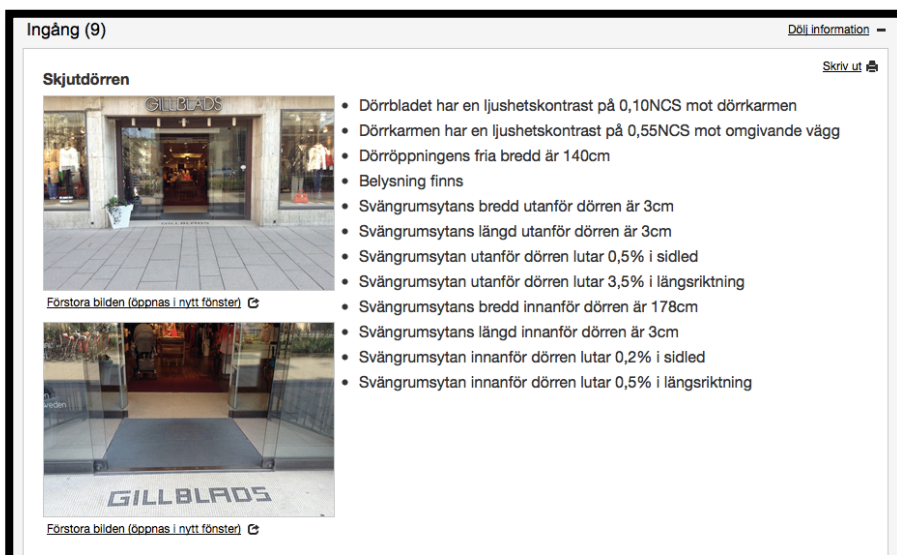 Ingång (9)
Dölj information
Skriv ut
Skjutdörren
GILLBLADS
Förstora bilden (öppnas i nytt fönster)
GILLBLADS
Förstora bilden (öppnas i nytt fönster)
• Dörrbladet har en ljushetskontrast på 0,10NCS mot dörrkarmen
• Dörrkarmen har en ljushetskontrast på 0,55NCS mot omgivande vägg
• Dörröppningens fria bredd är 140cm
• Belysning finns
• Svängrumsytans bredd utanför dörren är 3cm
• Svängrumsytans längd utanför dörren är 3cm
• Svängrumsytan utanför dörren lutar 0,5% i sidled
• Svängrumsytan utanför dörren lutar 3,5% i längsriktning
• Svängrumsytans bredd innanför dörren är 178cm
• Svängrumsytans längd innanför dörren är 3cm
• Svängrumsytan innanför dörren lutar 0,2% i sidled
• Svängrumsytan innanför dörren lutar 0,5% i längsriktning